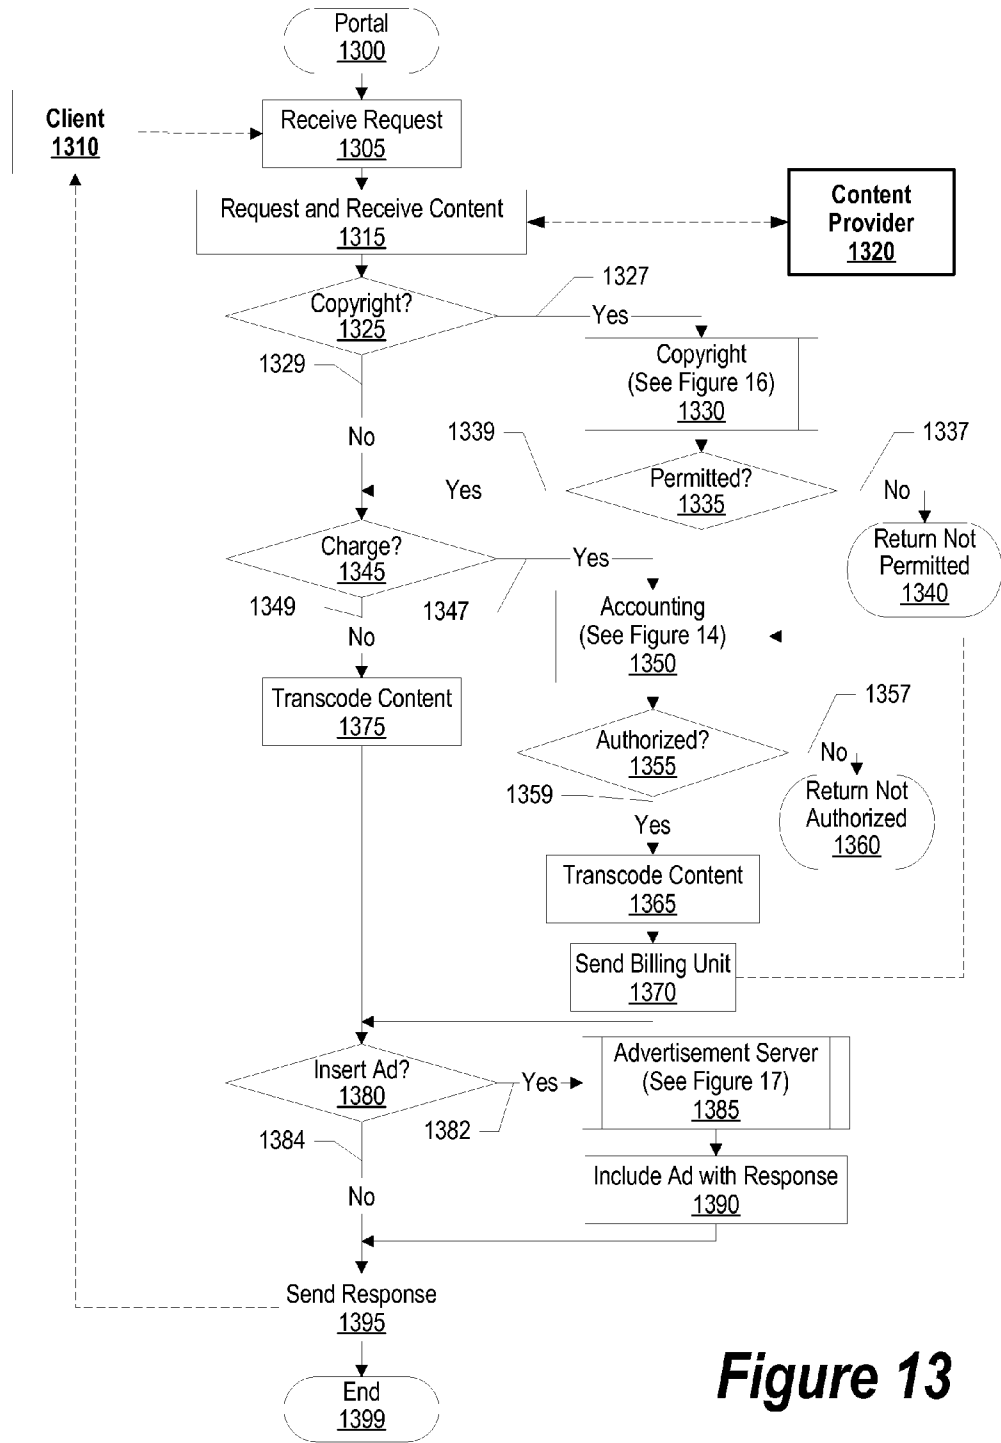 Portal
1300
Client
1310
Receive Request
1305
Request and Receive Content
1315
Content
Provider
1320
1327
Copyright?
1325
Yes
1329
Copyright
(See Figure 16)
1330
No
1339
1337
Yes
Permitted?
1335
No
Charge?
1345
Yes
Return Not
Permitted
1340
1349
1347
Accounting
(See Figure 14)
1350
No
Transcode Content
1375
1357
Authorized?
1355
No
1359
Return Not
Authorized
1360
Yes
Transcode Content
1365
Send Billing Unit
1370
Insert Ad?
1380
Yes
Advertisement Server
(See Figure 17)
1385
1384
1382
Include Ad with Response
1390
No
Send Response
1395
End
1399
Figure 13